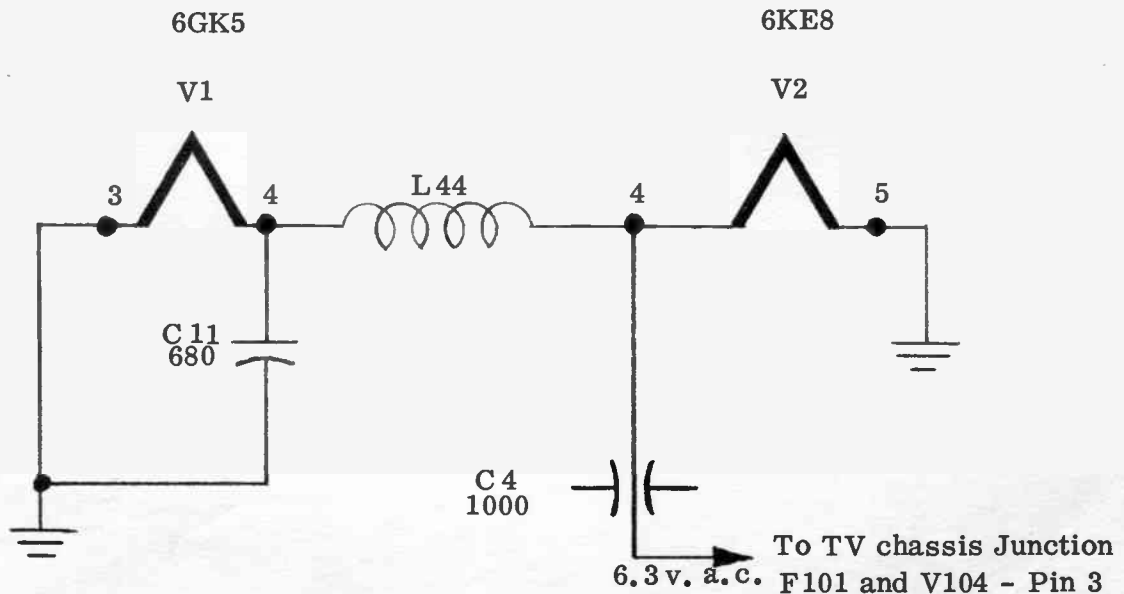 6GK5
6KE8
V1
V2
3
4
L 44
4
5
C 11
680
C 4
1000
6.3 v. a.c.
To TV chassis Junction
F101 and V104 - Pin 3